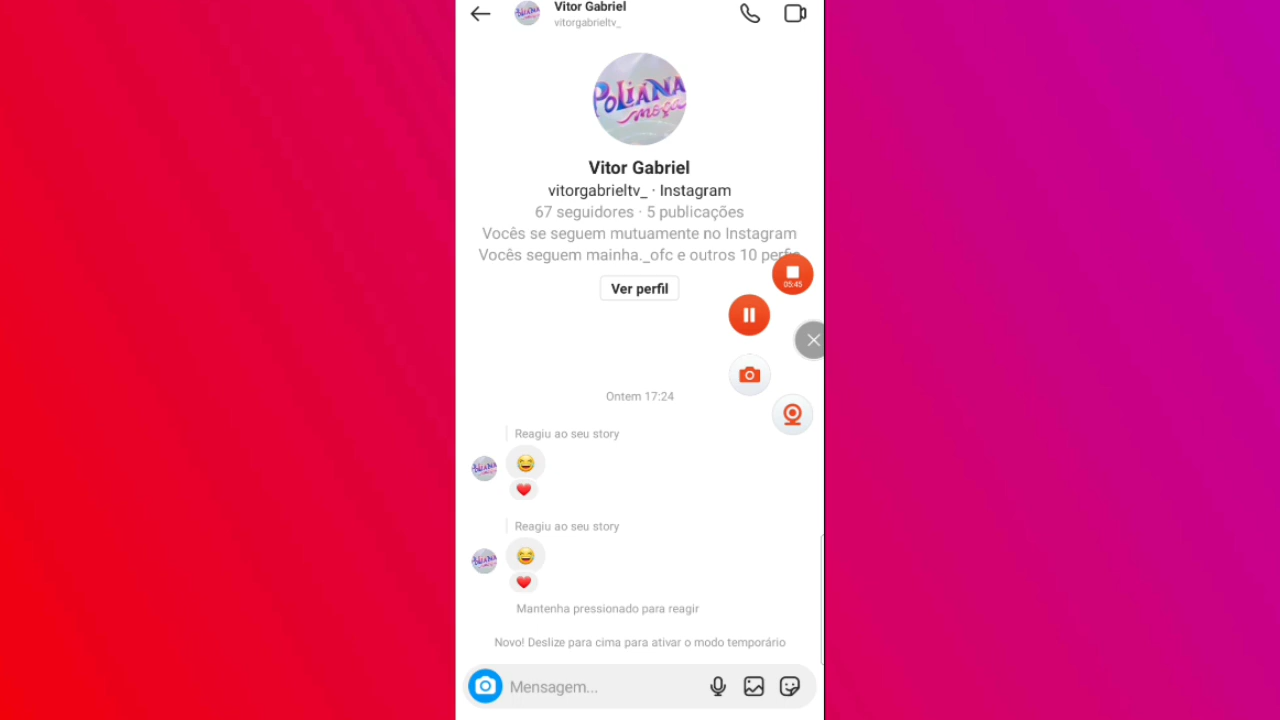 Vitor Gabriel
vitorgabrieltv_
POLIANA
moça
Vitor Gabriel
vitorgabrieltv_ · Instagram
67 seguidores · 5 publicações
Vocês se seguem mutuamente no Instagram
Vocês seguem mainha._ofc e outros 10 perfis
Ver perfil
05:45
Ontem 17:24
Reagiu ao seu story
Reagiu ao seu story
Mantenha pressionado para reagir
Novo! Deslize para cima para ativar o modo temporário
Mensagem...